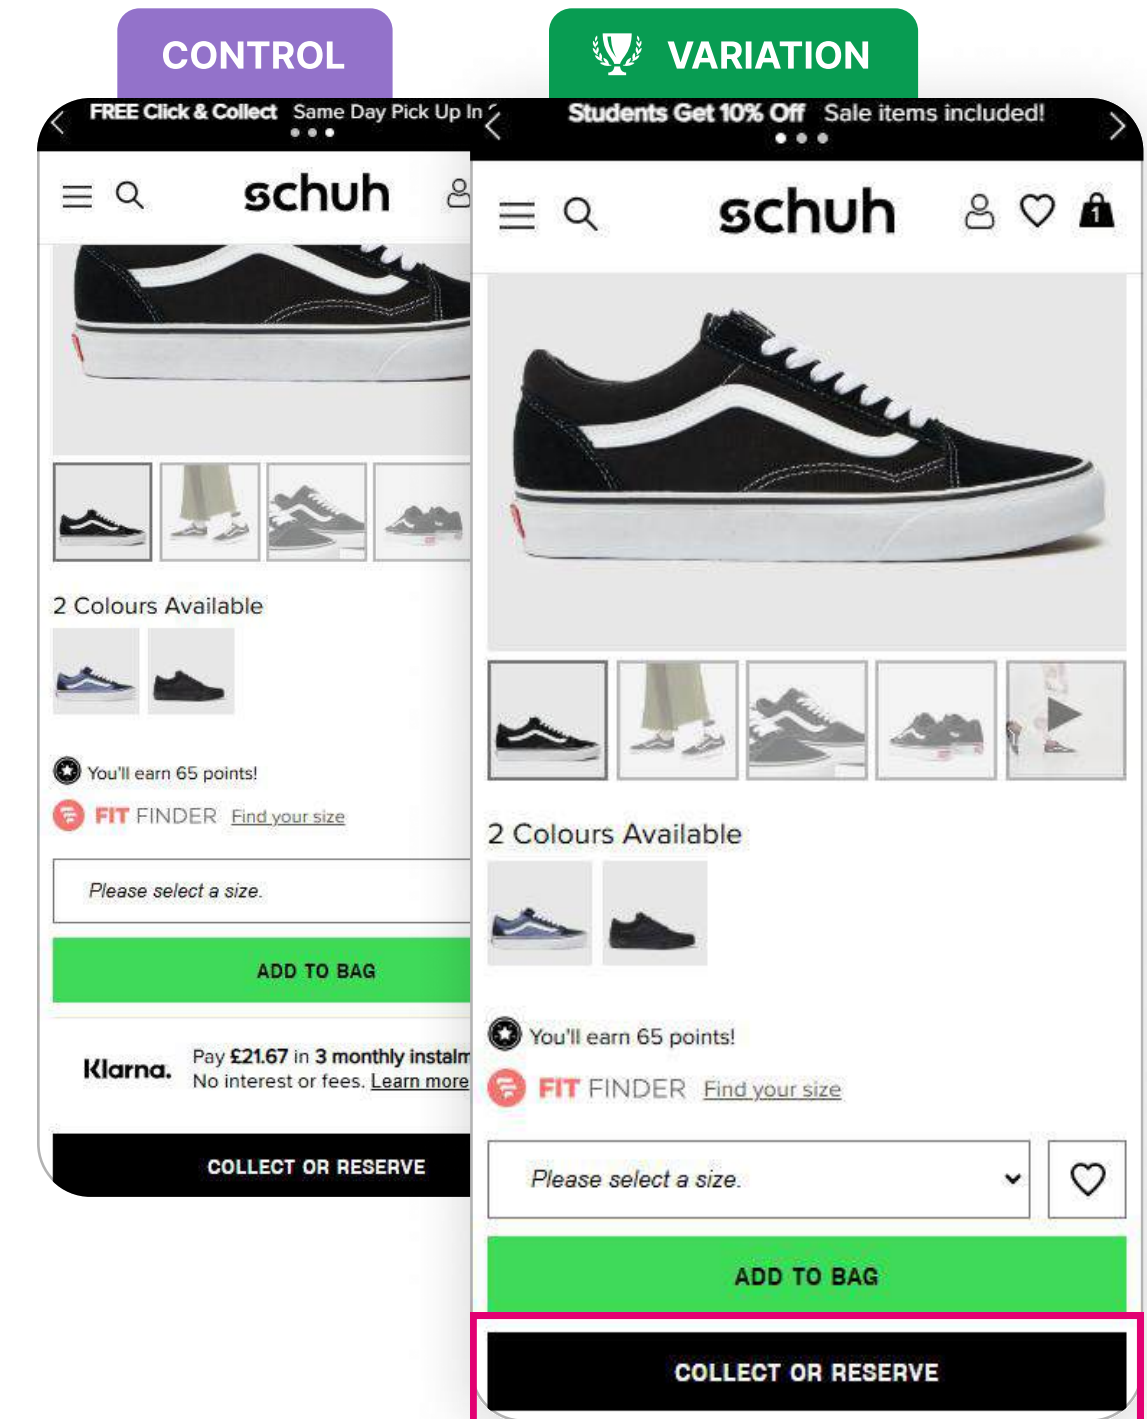 CONTROL
VARIATION
FREE Click & Collect Same Day Pick Up In
schuh
2 Colours Available
You'll earn 65 points!
FIT FINDER Find your size
Please select a size.
ADD TO BAG
Klarna. Pay £21.67 in 3 monthly
No interest or fees. Learn more
COLLECT OR RESERVE
Students Get 10% Off Sale items included!
schuh
1
2 Colours Available
You'll earn 65 points!
FIT FINDER Find your size
Please select a size.
ADD TO BAG
COLLECT OR RESERVE